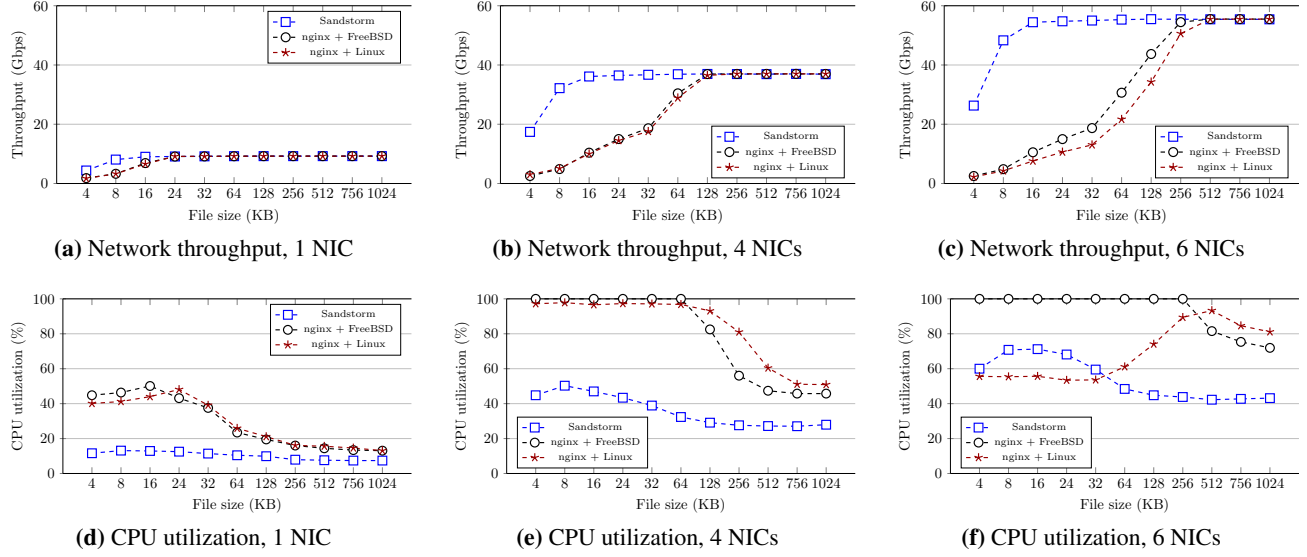 60
40
20
0
Throughput (Gbps)
4 8 16 24 32 64 128 256 512 756 1024
File size (KB)
Sandstorm
nginx + FreeBSD
nginx + Linux
(a) Network throughput, 1 NIC
60
40
20
0
Throughput (Gbps)
4 8 16 24 32 64 128 256 512 756 1024
File size (KB)
Sandstorm
nginx + FreeBSD
nginx + Linux
(b) Network throughput, 4 NICs
60
40
20
0
Throughput (Gbps)
4 8 16 24 32 64 128 256 512 756 1024
File size (KB)
Sandstorm
nginx + FreeBSD
nginx + Linux
(c) Network throughput, 6 NICs
100
80
60
40
20
0
CPU utilization (%)
4 8 16 24 32 64 128 256 512 756 1024
File size (KB)
Sandstorm
nginx + FreeBSD
nginx + Linux
(d) CPU utilization, 1 NIC
100
80
60
40
20
0
CPU utilization (%)
4 8 16 24 32 64 128 256 512 756 1024
File size (KB)
Sandstorm
nginx + FreeBSD
nginx + Linux
(e) CPU utilization, 4 NICs
100
80
60
40
20
0
CPU utilization (%)
4 8 16 24 32 64 128 256 512 756 1024
File size (KB)
Sandstorm
nginx + FreeBSD
nginx + Linux
(f) CPU utilization, 6 NICs